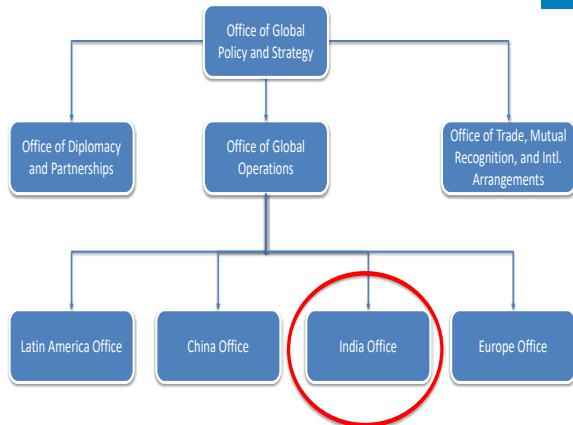 Office of Global
Policy and Strategy
Office of Diplomacy
and Partnerships
Office of Global
Operations
Office of Trade, Mutual
Recognition, and Intl.
Arrangements
Latin America Office
China Office
India Office
Europe Office